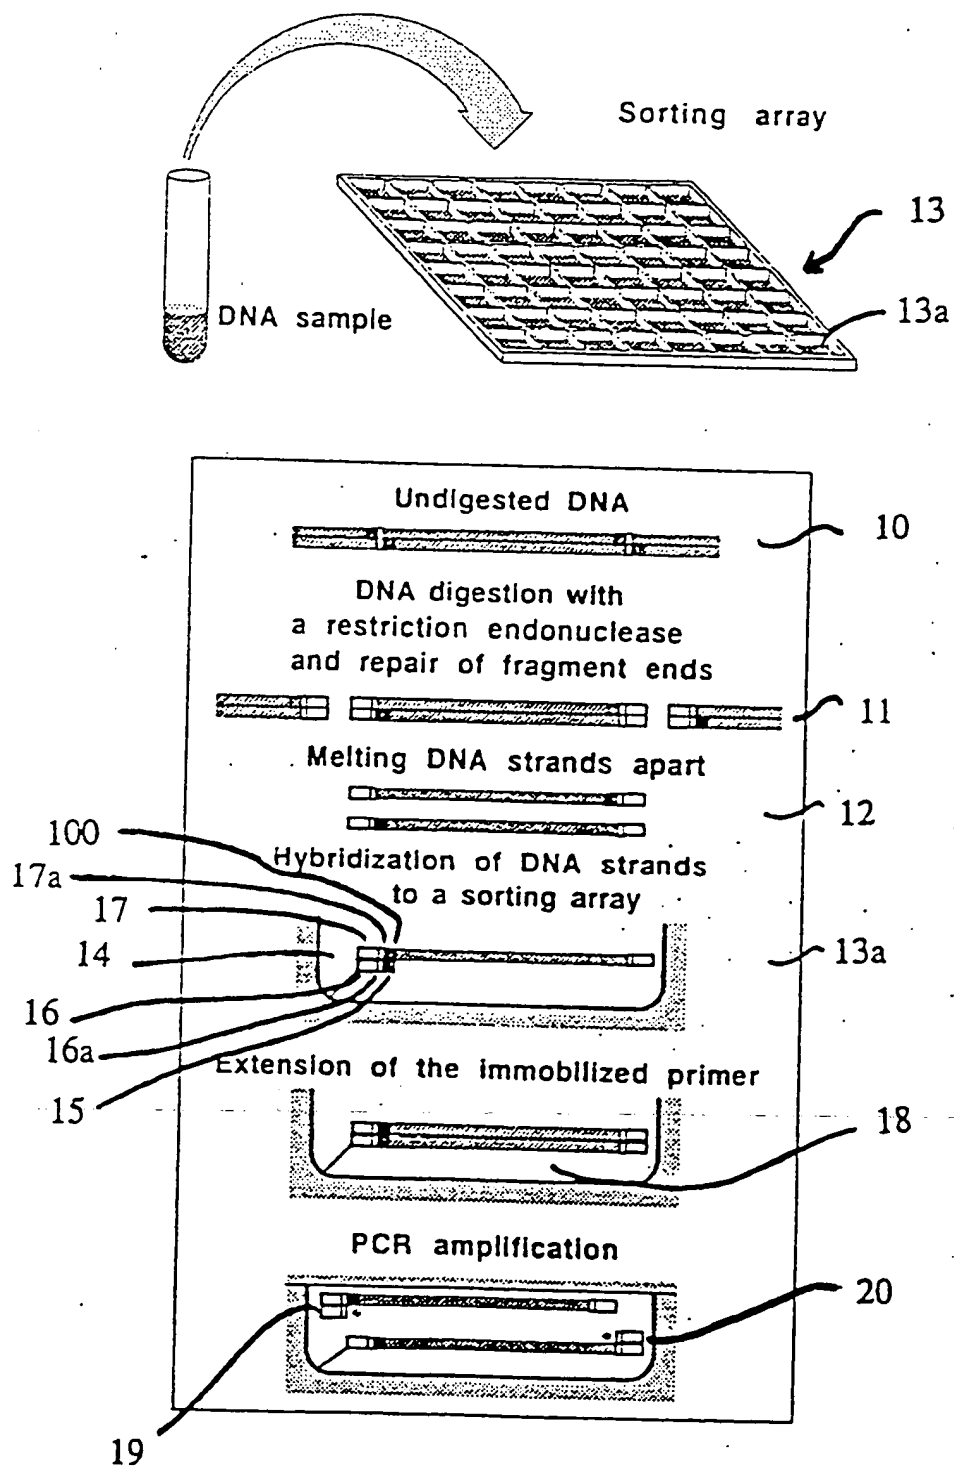 Sorting array
13
13a
DNA sample
Undigested DNA
10
DNA digestion with
a restriction endonuclease
and repair of fragment ends
11
Melting DNA strands apart
12
100
Hybridization of DNA strands
to a sorting array
17a
17
14
13a
16
16a
15
Extension of the immobilized primer
18
PCR amplification
20
19